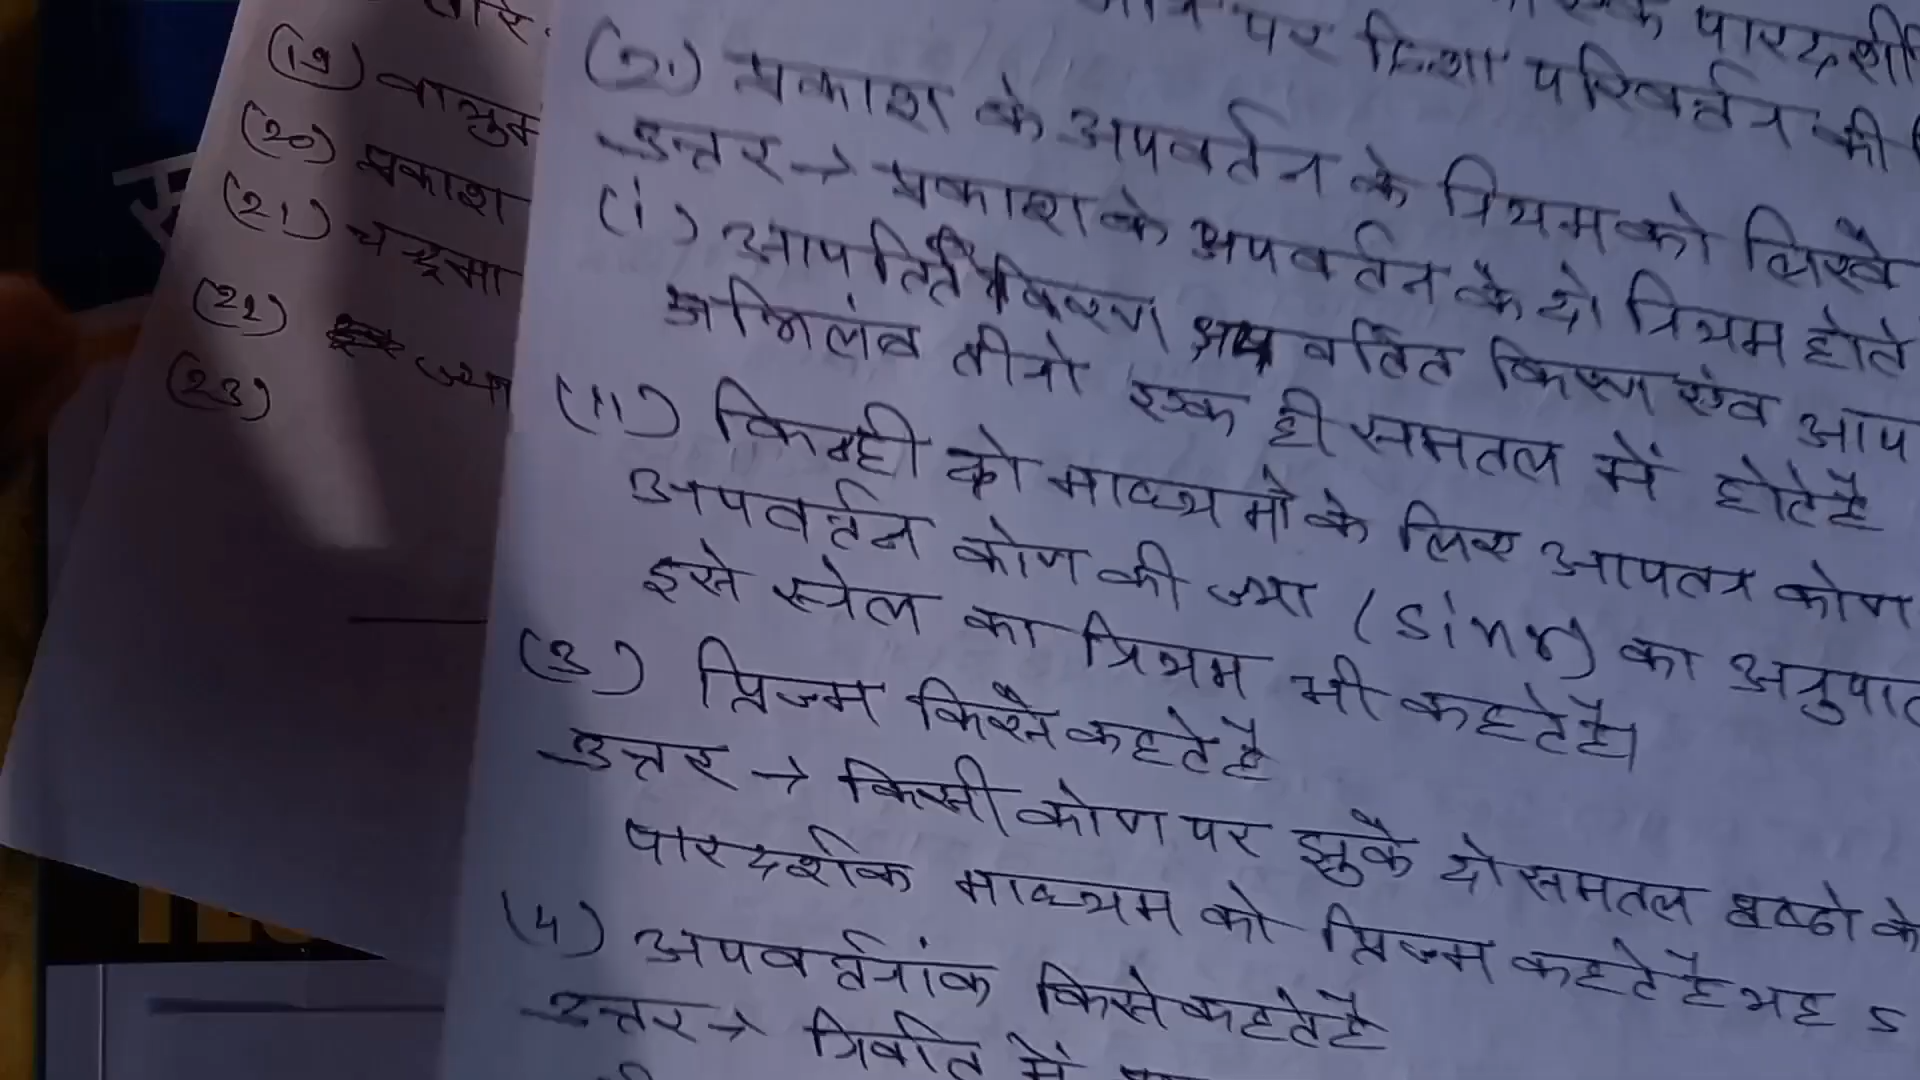 (19) वायुम
(20) प्रकाश
(21) चन्द्रमा
(22)
(23)
पर दिशा परिवर्तन की
(2) प्रकाश के अपवर्तन के नियम को लिखे
उत्तर → प्रकाश के अपवर्तन के दो नियम होते
(i) आपतित किरण अपवर्तित किरण एंव आप
अभिलंब तीनो एक ही समतल में होते है
(ii) किन्ही दो माध्यमों के लिए आपतन कोण
अपवर्तन कोण की ज्या (sinr) का अनुपात
इसे स्नेल का नियम भी कहते है।
(3) प्रिज्म किसे कहते है
उत्तर → किसी कोण पर झुके दो समतल पृष्ठो के
पारदर्शक माध्यम को प्रिज्म कहते है यह
(4) अपवर्तनांक किसे कहते है
उत्तर → निर्वात में